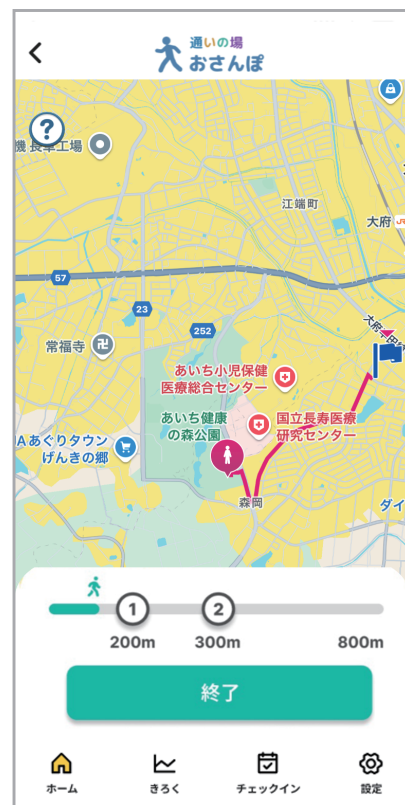 通いの場
おさんぽ
?
機 長草工場
江端町
大府
57
23
252
常福寺
卍
あいち小児保健
医療総合センター
あいち健康
の森公園
国立長寿医療
研究センター
Aあぐりタウン
げんきの郷
森岡
ダイ
1
2
200m
300m
800m
終了
ホーム
きろく
チェックイン
設定